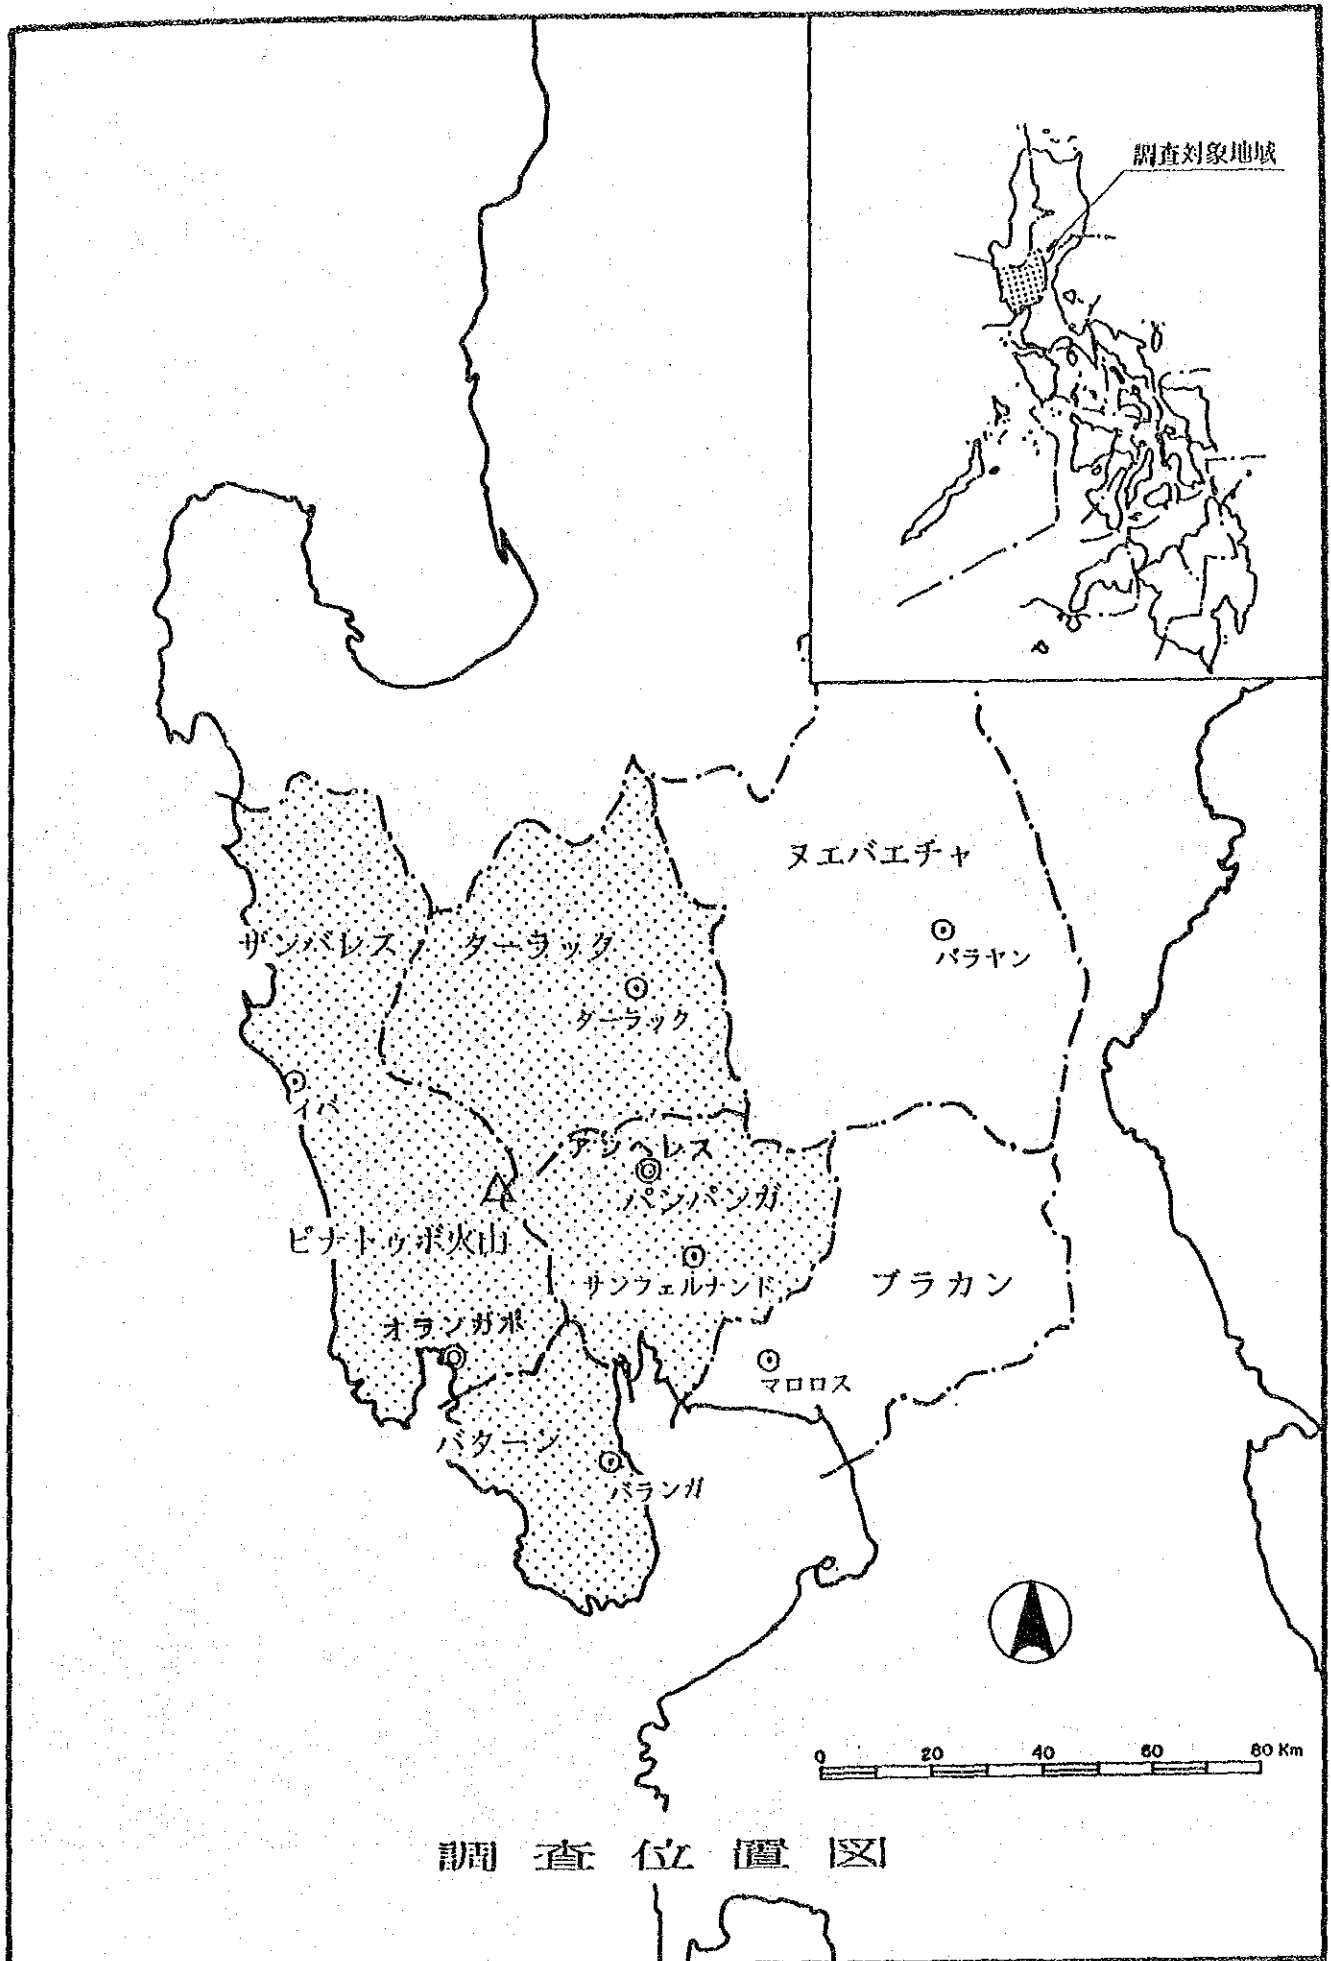 調査対象地域
ヌエバエチャ
パラヤン
ザンバレス
ターラック
ターラック
イバ
アンヘレス
パンパンガ
ピナトゥボ火山
サンフェルナンド
ブラカン
オランガポ
マロロス
バターン
バランガ
0 20 40 60 80 Km
調査位置図